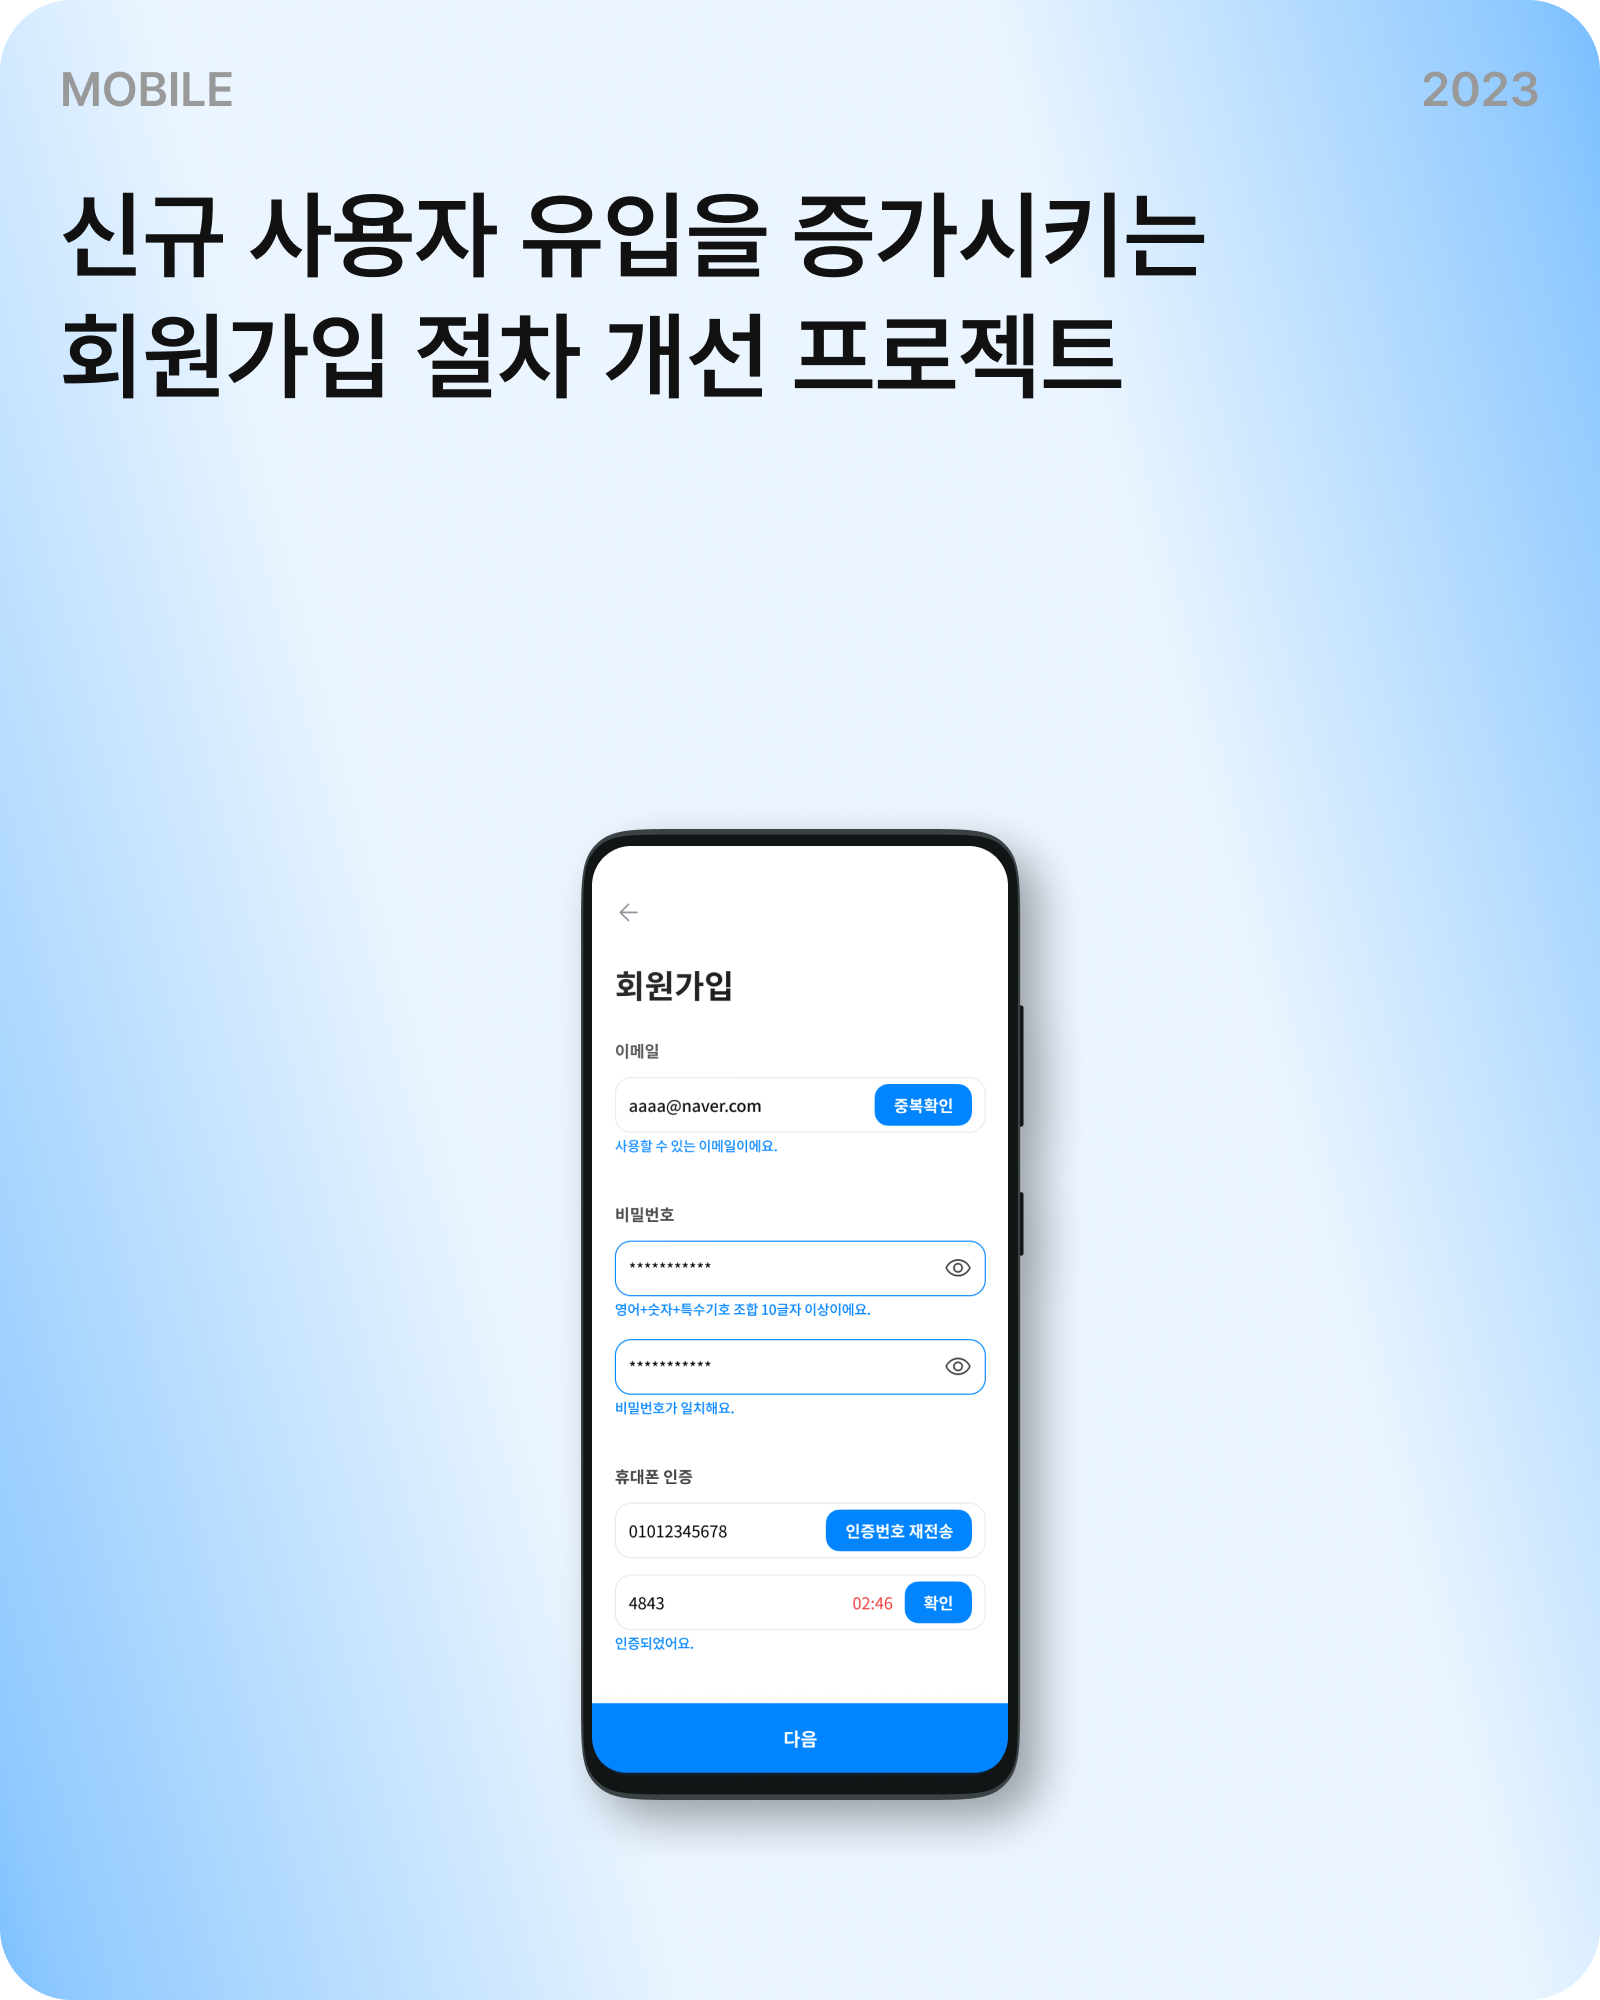 MOBILE 2023
신규 사용자 유입을 증가시키는
회원가입 절차 개선 프로젝트
회원가입
이메일
aaaa@naver.com 중복확인
사용할 수 있는 이메일이에요.
비밀번호
***********
영어+숫자+특수기호 조합 10글자 이상이에요.
***********
비밀번호가 일치해요.
휴대폰 인증
01012345678 인증번호 재전송
4843 02:46 확인
인증되었어요.
다음